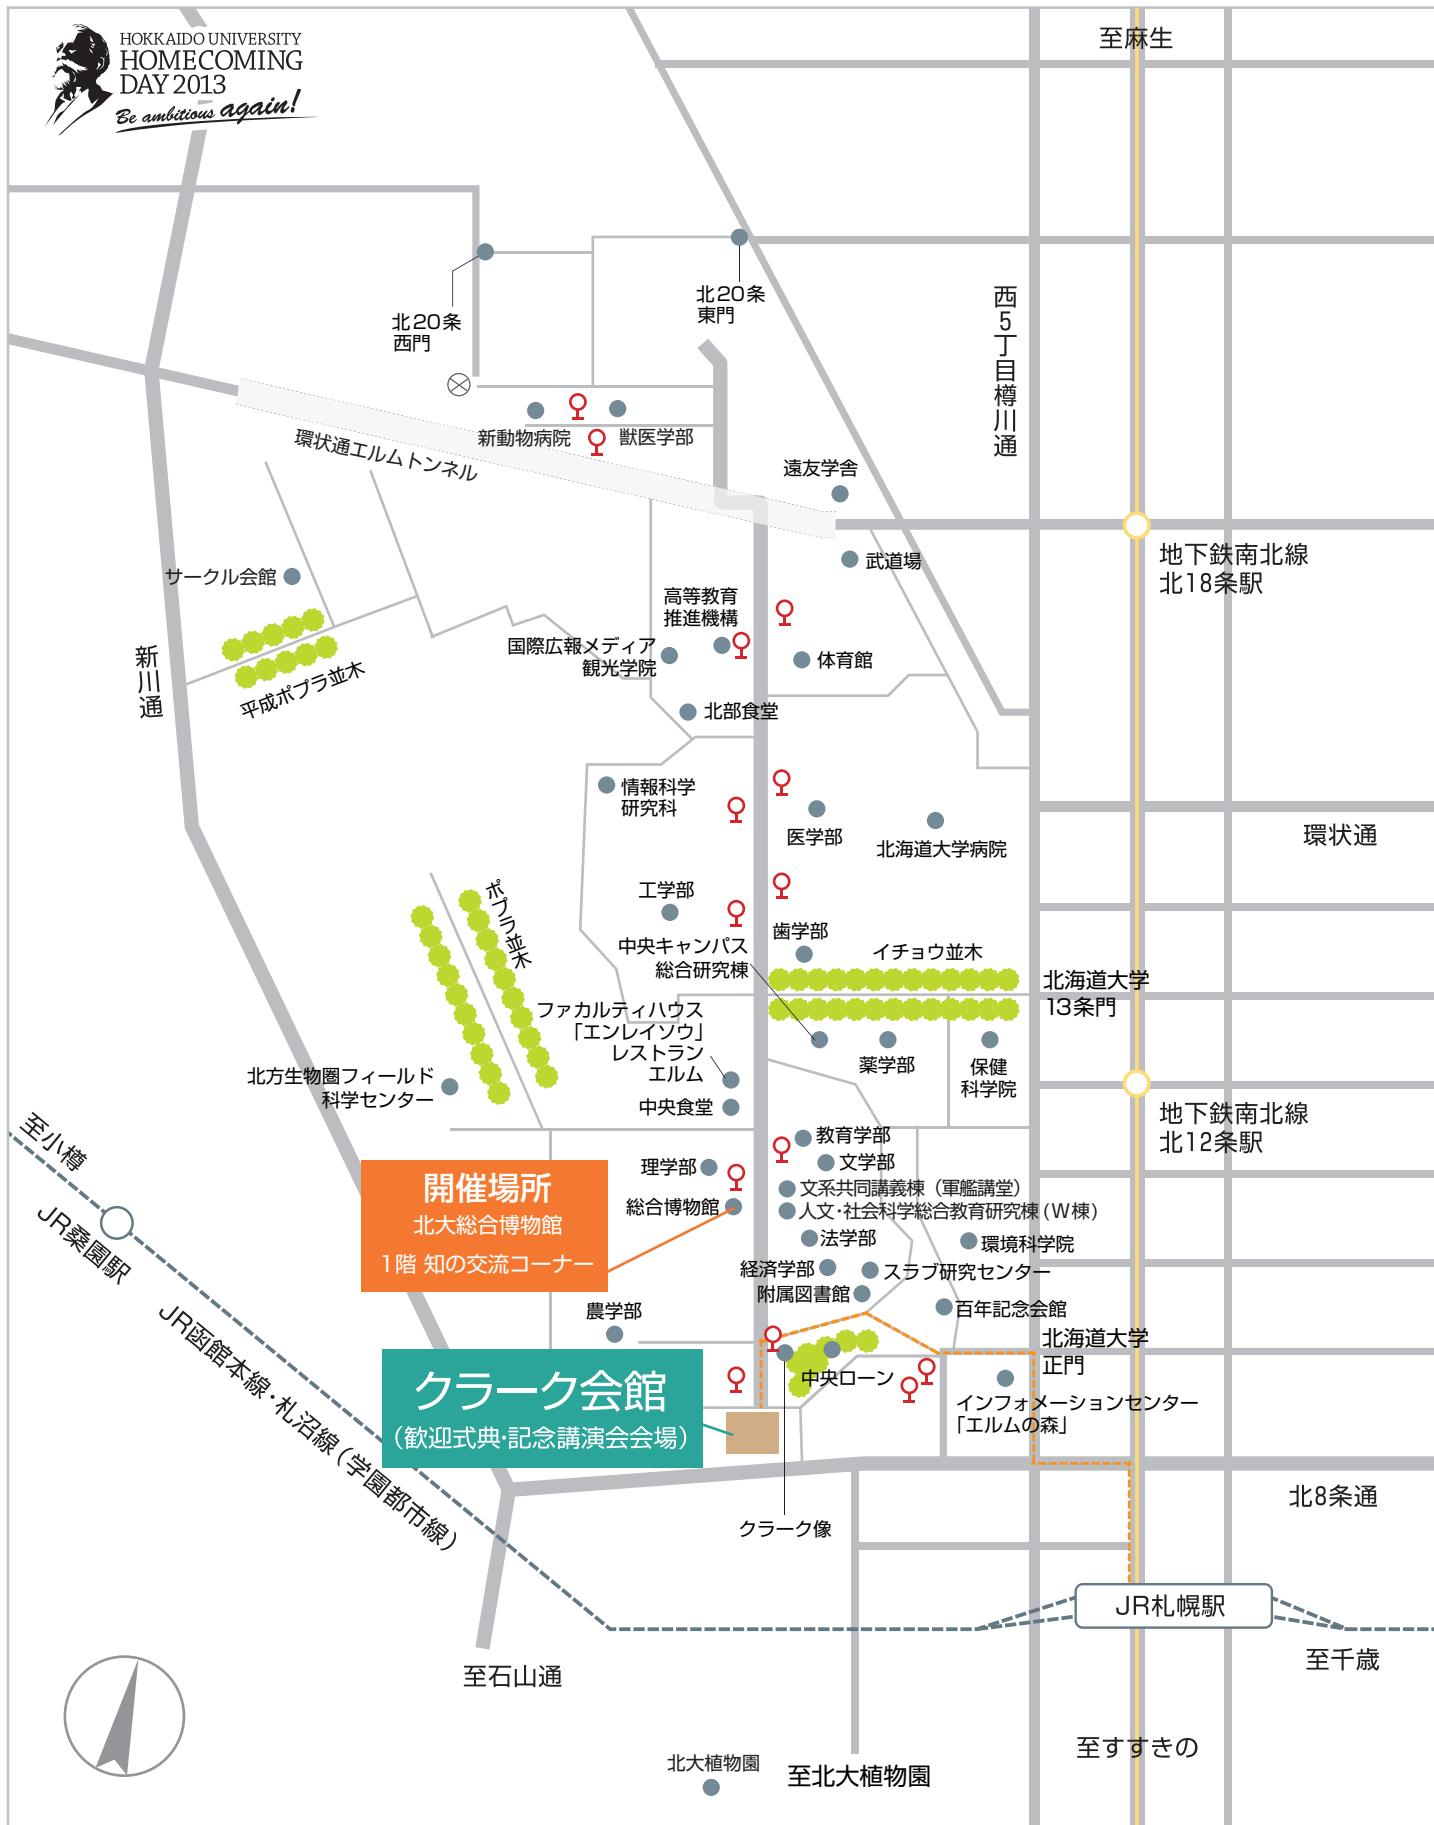 HOKKAIDO UNIVERSITY
HOMECOMING
DAY 2013
Be ambitious again!
至麻生
北20条
西門
北20条
東門
西5丁目樽川通
環状通エルムトンネル
新動物病院
獣医学部
遠友学舎
地下鉄南北線
北18条駅
武道場
サークル会館
高等教育
推進機構
国際広報メディア
観光学院
体育館
新川通
平成ポプラ並木
北部食堂
情報科学
研究科
医学部
北海道大学病院
環状通
工学部
ポプラ並木
歯学部
中央キャンパス
総合研究棟
イチョウ並木
北海道大学
13条門
ファカルティハウス
「エンレイソウ」
レストラン
エルム
薬学部
保健
科学院
北方生物圏フィールド
科学センター
中央食堂
地下鉄南北線
北12条駅
至小樽
教育学部
文学部
理学部
開催場所
北大総合博物館
1階 知の交流コーナー
文系共同講義棟（軍艦講堂）
総合博物館
人文・社会科学総合教育研究棟（W棟）
JR桑園駅
法学部
環境科学院
経済学部
スラブ研究センター
附属図書館
百年記念会館
農学部
北海道大学
正門
JR函館本線・札沼線（学園都市線）
クラーク会館
（歓迎式典・記念講演会会場）
中央ローン
インフォメーションセンター
「エルムの森」
北8条通
クラーク像
JR札幌駅
至石山通
至千歳
至すすきの
北大植物園
至北大植物園